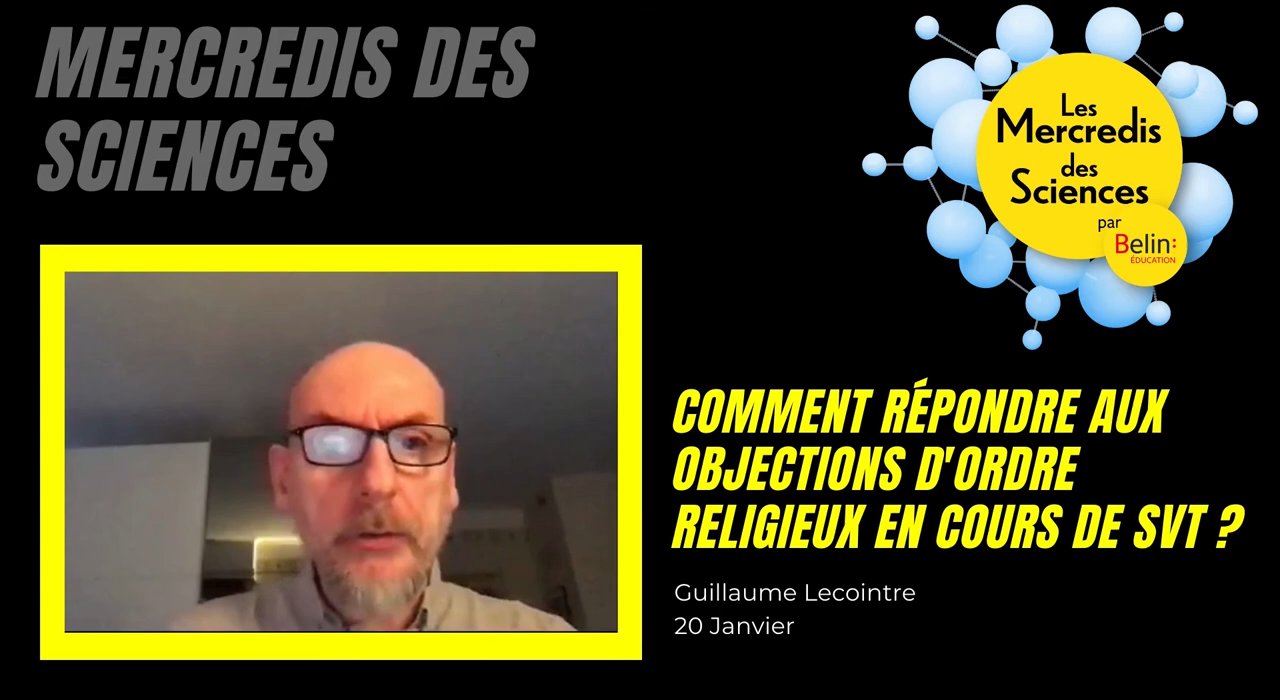 MERCREDIS DES
SCIENCES
Les
Mercredis
des
Sciences
par
Belin:
ÉDUCATION
COMMENT RÉPONDRE AUX
OBJECTIONS D'ORDRE
RELIGIEUX EN COURS DE SVT ?
Guillaume Lecointre
20 Janvier